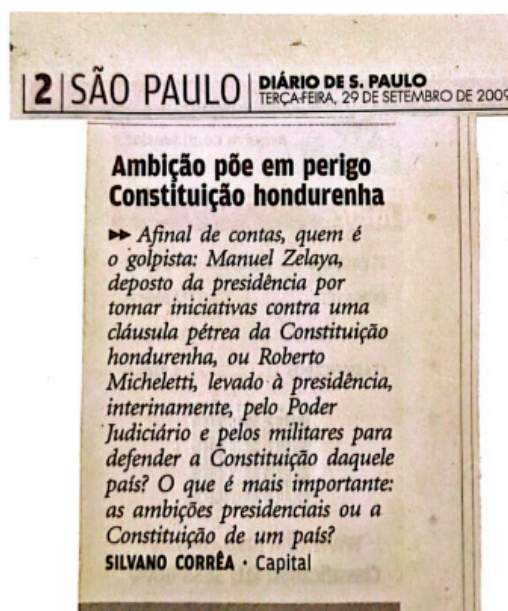 2 SÃO PAULO DIÁRIO DE S. PAULO
TERÇA-FEIRA, 29 DE SETEMBRO DE 2009
Ambição põe em perigo
Constituição hondurenha
Afinal de contas, quem é
o golpista: Manuel Zelaya,
deposto da presidência por
tomar iniciativas contra uma
cláusula pétrea da Constituição
hondurenha, ou Roberto
Micheletti, levado à presidência,
interinamente, pelo Poder
Judiciário e pelos militares para
defender a Constituição daquele
país? O que é mais importante:
as ambições presidenciais ou a
Constituição de um país?
SILVANO CORRÊA · Capital